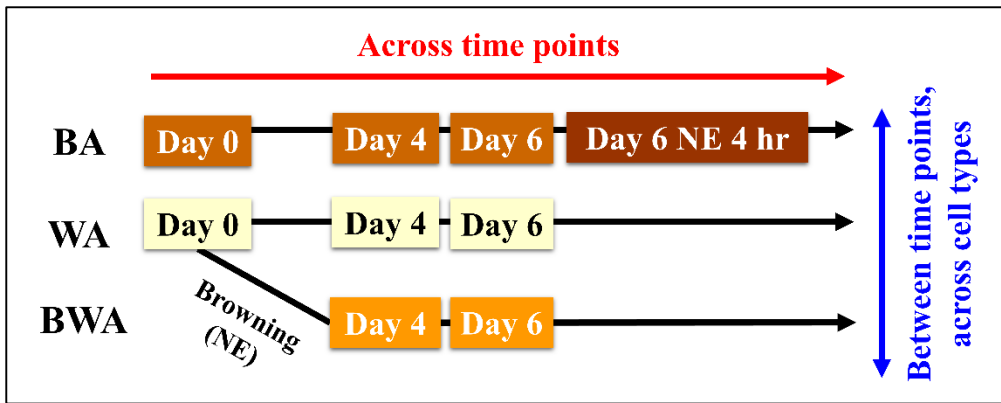 Across time points
BA
Day 0
Day 4
Day 6
Day 6 NE 4 hr
WA
Day 0
Day 4
Day 6
Browning
(NE)
BWA
Day 4
Day 6
Between time points,
across cell types